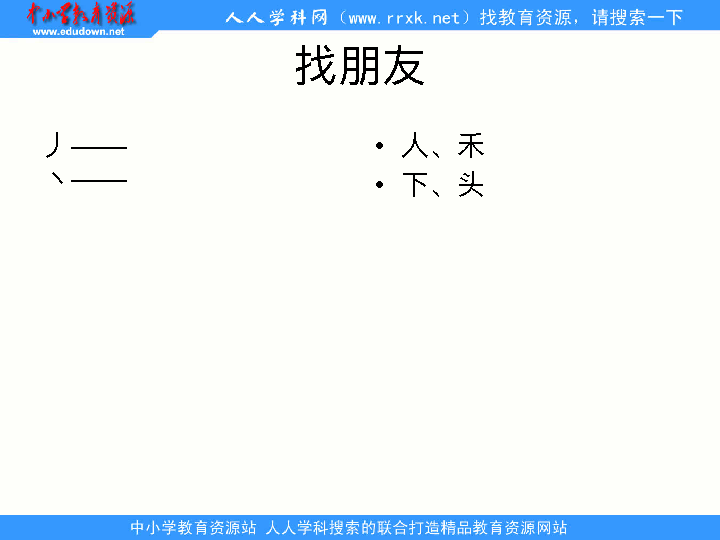 中小学教育资源
www.edudown.net
人人学科网（www.rrxk.net）找教育资源，请搜索一下
找朋友
丿——
丶——
• 人、禾
• 下、头
中小学教育资源站 人人学科搜索的联合打造精品教育资源网站